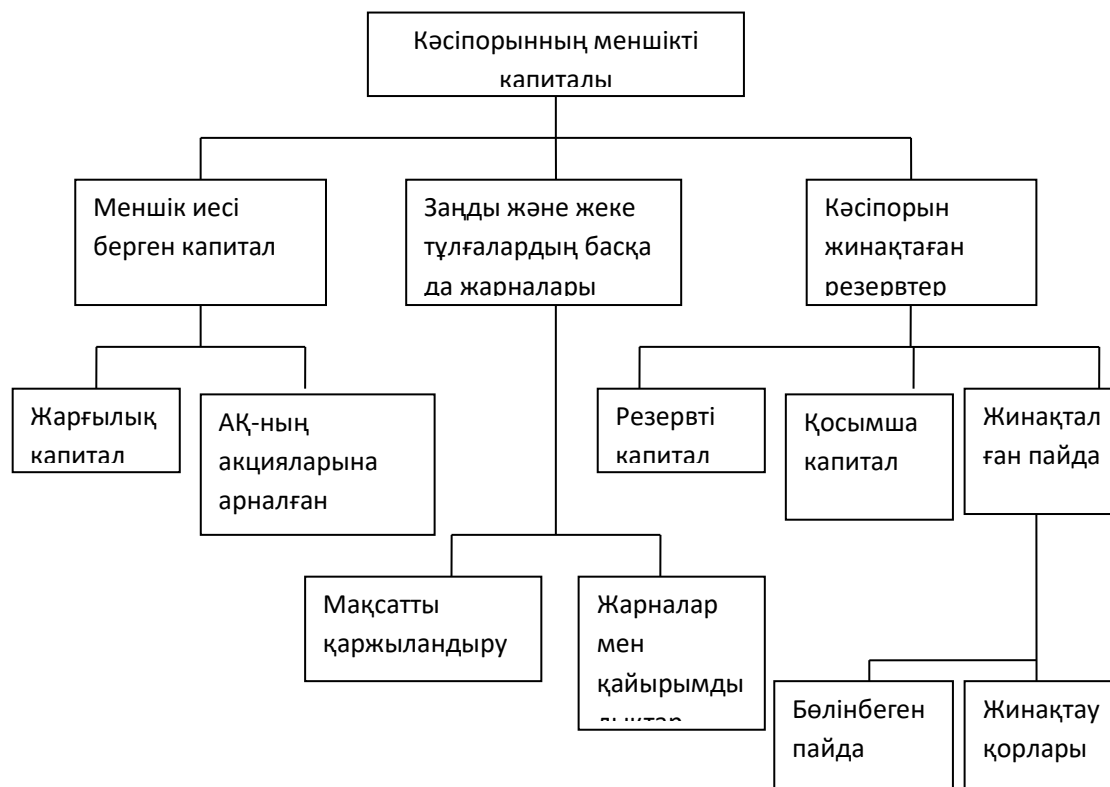 Кәсіпорынның меншікті
капиталы
Меншік иесі
берген капитал
Заңды және жеке
тұлғалардың басқа
да жарналары
Кәсіпорын
жинақтаған
резервтер
Жарғылық
капитал
АҚ-ның
акцияларына
арналған
Резервті
капитал
Қосымша
капитал
Жинақтал
ған пайда
Мақсатты
қаржыландыру
Жарналар
мен
қайырымды
лықтар
Бөлінбеген
пайда
Жинақтау
қорлары